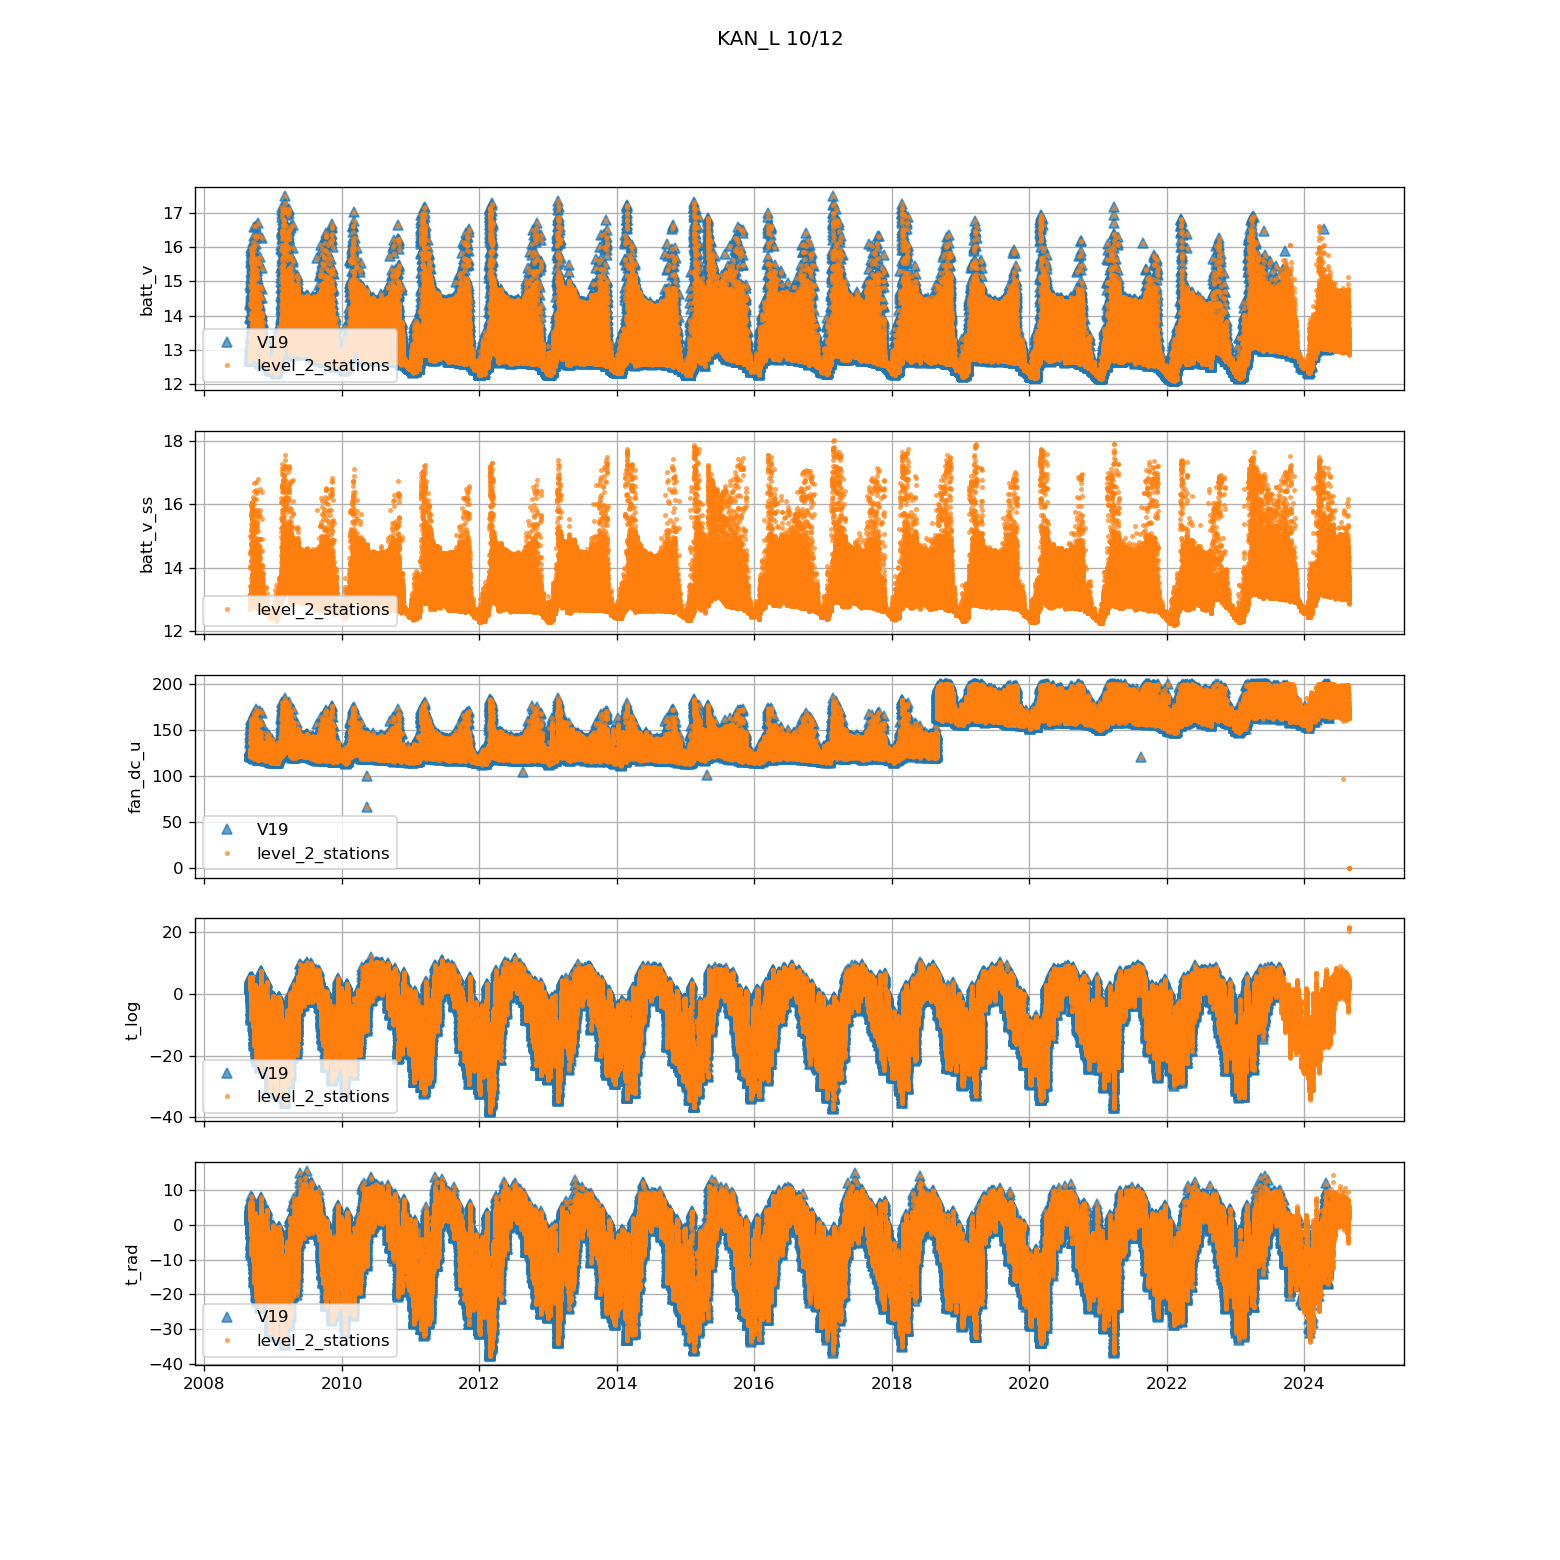 KAN_L 10/12
batt_v
17
16
15
14
13
12
V19
level_2_stations
batt_v_ss
18
16
14
12
level_2_stations
fan_dc_u
200
150
100
50
0
V19
level_2_stations
t_log
20
0
−20
−40
V19
level_2_stations
t_rad
10
0
−10
−20
−30
−40
V19
level_2_stations
2008 2010 2012 2014 2016 2018 2020 2022 2024